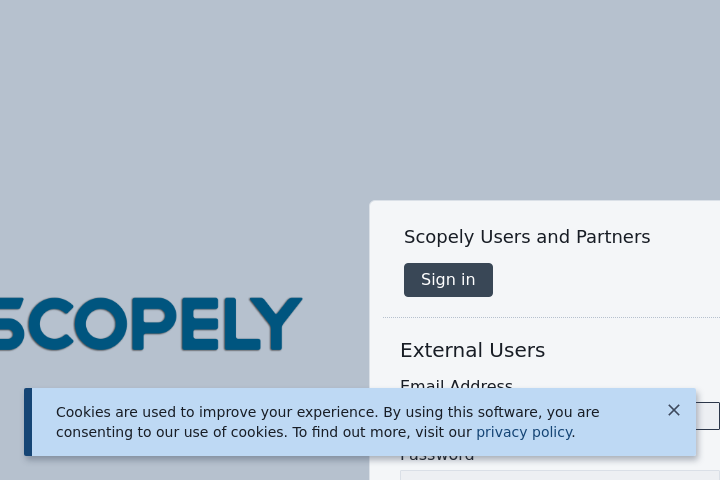 Scopely Users and Partners
Sign in
SCOPELY
External Users
Email Address
Cookies are used to improve your experience. By using this software, you are
consenting to our use of cookies. To find out more, visit our privacy policy.
Password